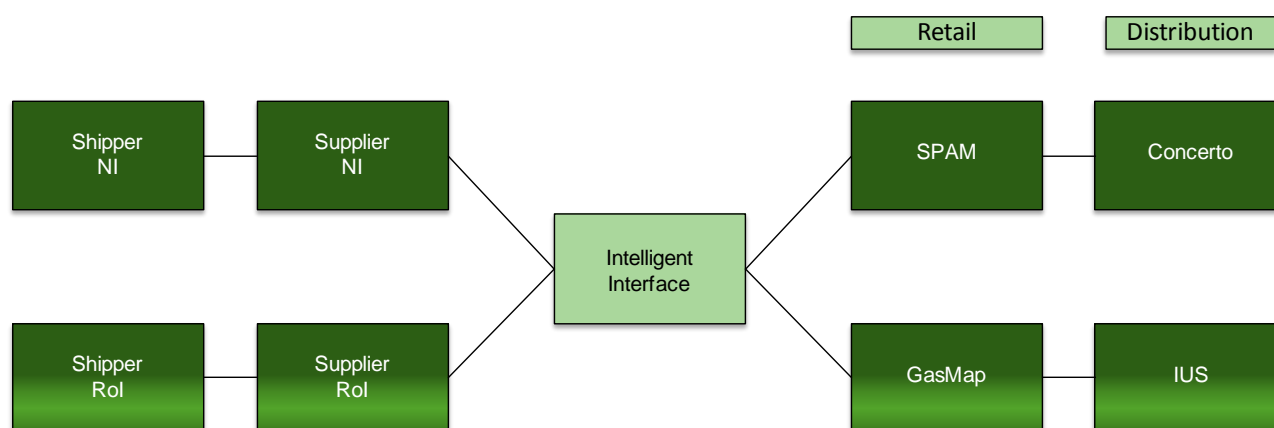 Retail
Distribution
Shipper
NI
Supplier
NI
SPAM
Concerto
Intelligent
Interface
Shipper
RoI
Supplier
RoI
GasMap
IUS